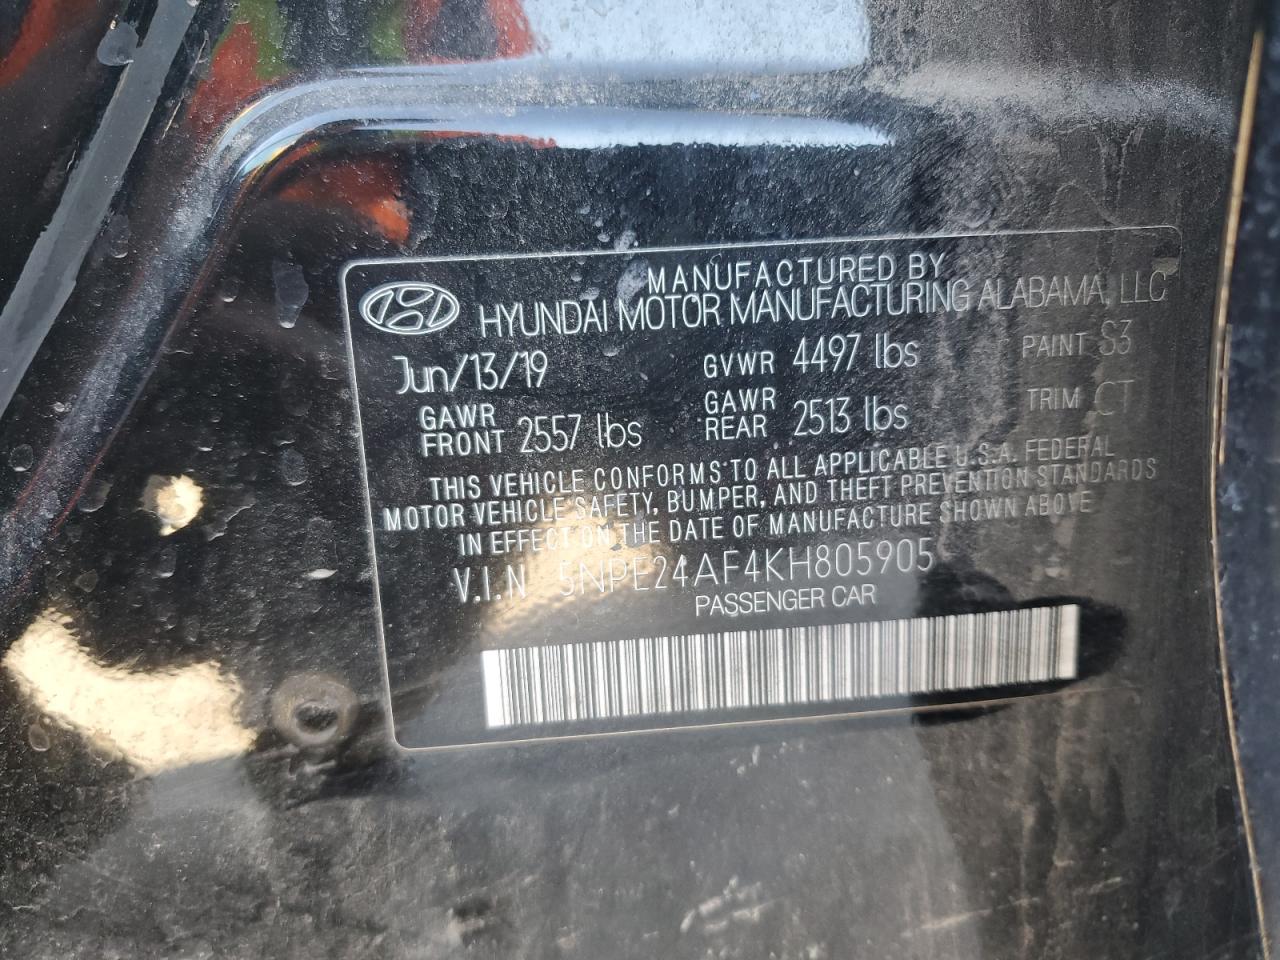 MANUFACTURED BY
HYUNDAI MOTOR MANUFACTURING ALABAMA, LLC
Jun/13/19 GVWR 4497 lbs PAINT S3
GAWR FRONT 2557 lbs GAWR REAR 2513 lbs TRIM CT
THIS VEHICLE CONFORMS TO ALL APPLICABLE U.S.A. FEDERAL
MOTOR VEHICLE SAFETY, BUMPER, AND THEFT PREVENTION STANDARDS
IN EFFECT ON THE DATE OF MANUFACTURE SHOWN ABOVE
V.I.N 5NPE24AF4KH805905
PASSENGER CAR